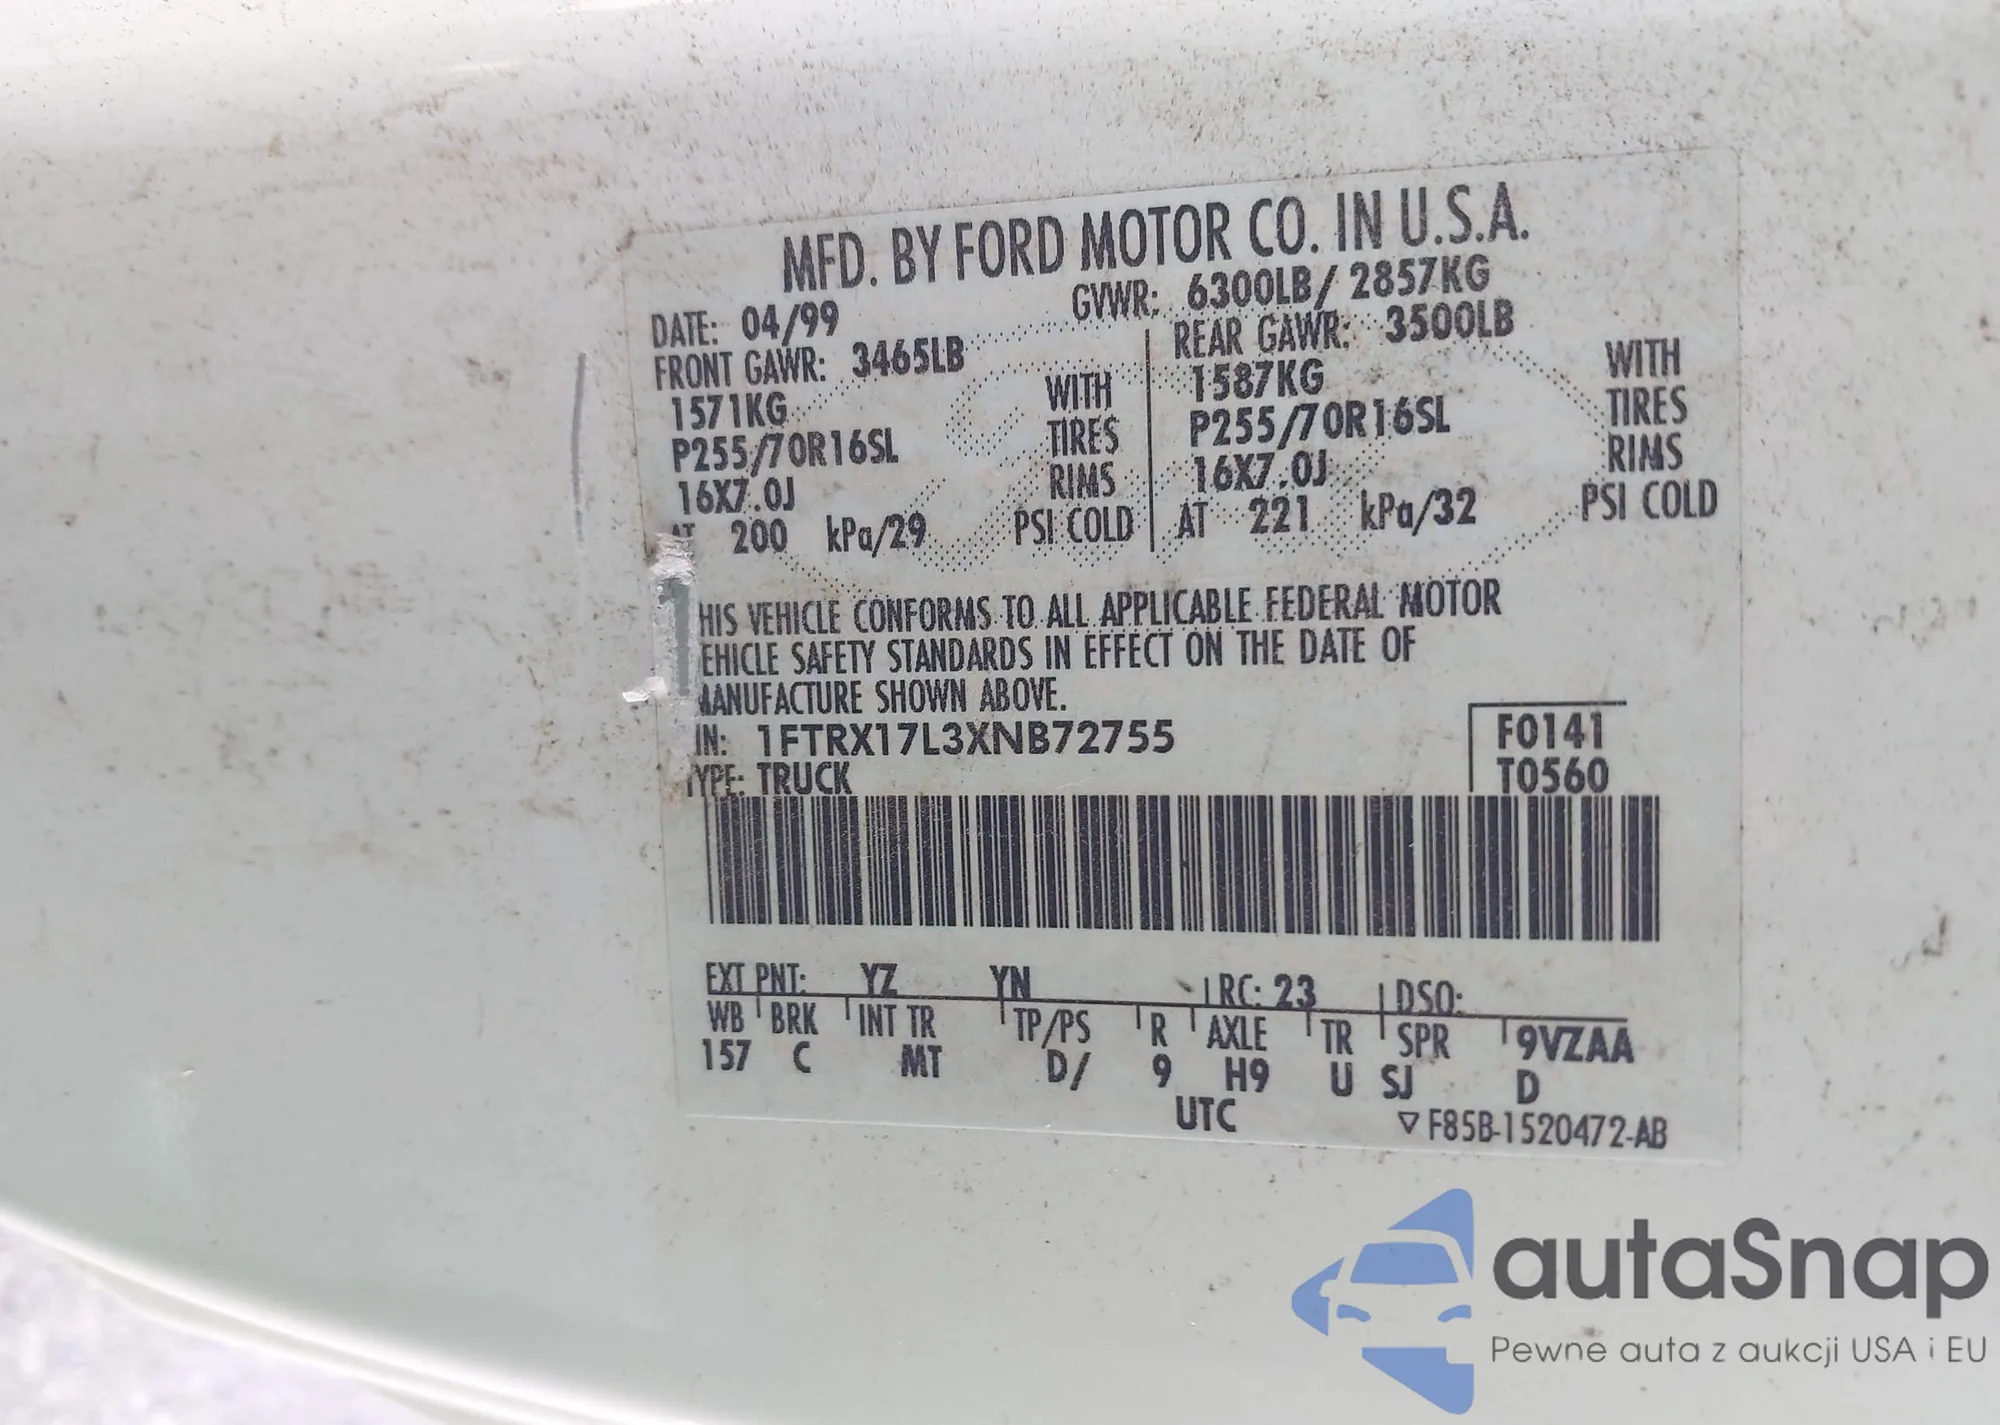 MFD. BY FORD MOTOR CO. IN U.S.A.
DATE: 04/99 GVWR: 6300LB/ 2857KG
FRONT GAWR: 3465LB REAR GAWR: 3500LB
1571KG WITH 1587KG WITH
P255/70R16SL TIRES P255/70R16SL TIRES
16X7.0J RIMS 16X7.0J RIMS
AT 200 kPa/29 PSI COLD AT 221 kPa/32 PSI COLD
HIS VEHICLE CONFORMS TO ALL APPLICABLE FEDERAL MOTOR
EHICLE SAFETY STANDARDS IN EFFECT ON THE DATE OF
MANUFACTURE SHOWN ABOVE.
IN: 1FTRX17L3XNB72755 F0141
YPE: TRUCK T0560
EXT PNT: YZ YN RC: 23 DSO:
WB BRK INT TR TP/PS R AXLE TR SPR 9VZAA
157 C MT D/ 9 H9 U SJ D
UTC ▽ F85B-1520472-AB
autaSnap
Pewne auta z aukcji USA i EU